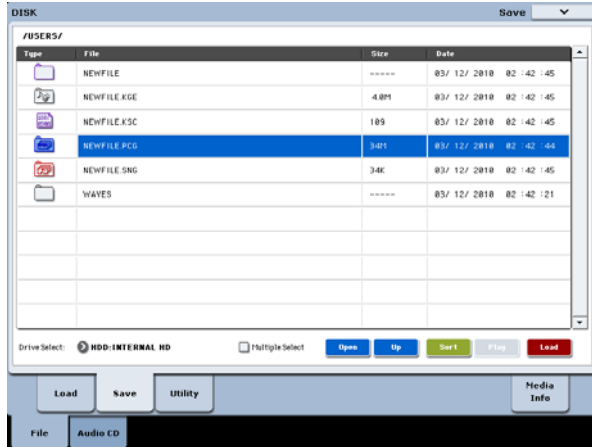 DISK
Save
/USERS/
Type File Size Date
NEWFILE ----- 03/ 12/ 2010 02 :42 :45
NEWFILE.KGE 4.0M 03/ 12/ 2010 02 :42 :45
NEWFILE.KSC 109 03/ 12/ 2010 02 :42 :45
NEWFILE.PCG 34M 03/ 12/ 2010 02 :42 :44
NEWFILE.SNG 34K 03/ 12/ 2010 02 :42 :45
WAVES ----- 03/ 12/ 2010 02 :42 :21
Drive Select: HDD:INTERNAL HD Multiple Select Open Up Sort Play Load
Load Save Utility Media Info
File Audio CD